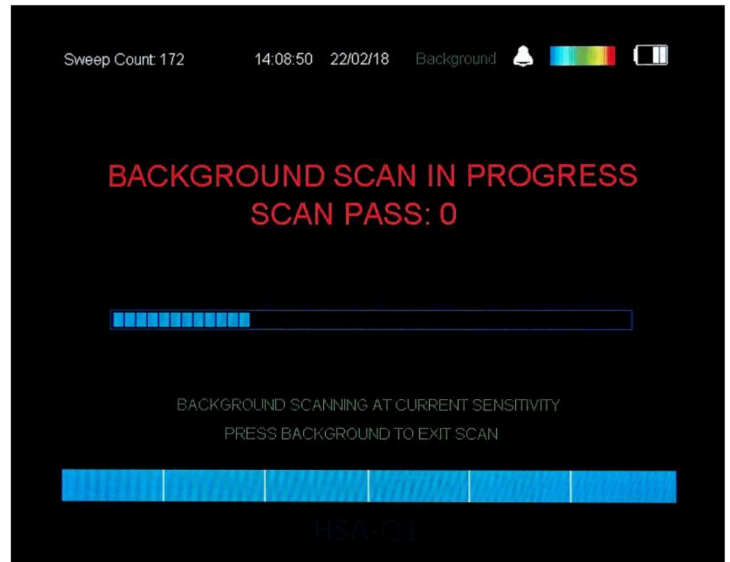 Sweep Count: 172 14:08:50 22/02/18 Background
BACKGROUND SCAN IN PROGRESS
SCAN PASS: 0
BACKGROUND SCANNING AT CURRENT SENSITIVITY
PRESS BACKGROUND TO EXIT SCAN
HSA-Q1